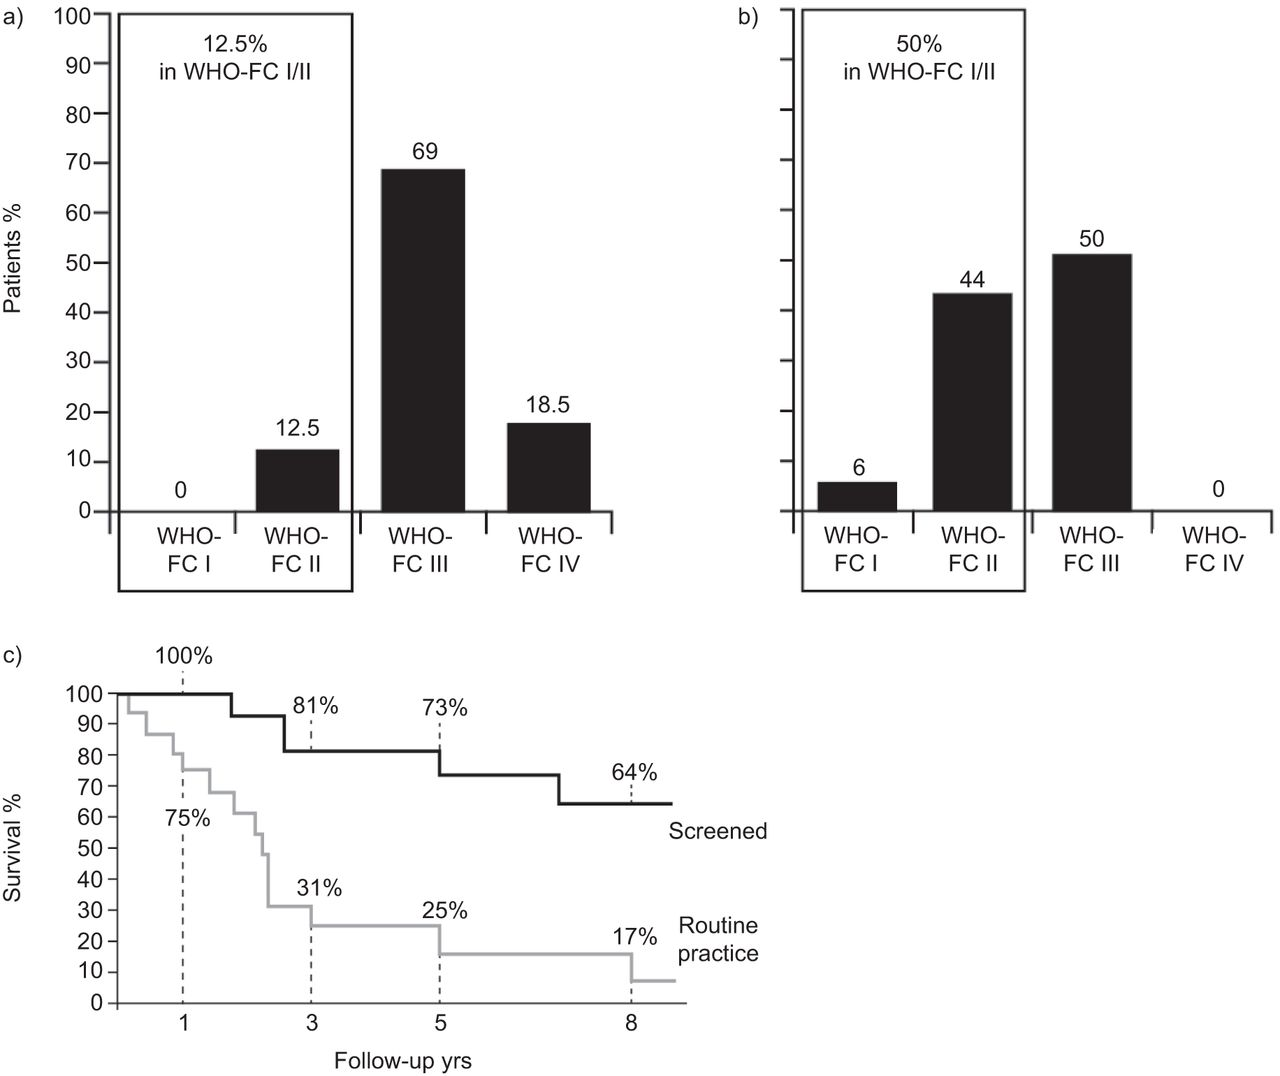 a)
100
90
80
70
60
50
40
30
20
10
0
Patients %
12.5%
in WHO-FC I/II
0
12.5
69
18.5
WHO-
FC I
WHO-
FC II
WHO-
FC III
WHO-
FC IV
b)
50%
in WHO-FC I/II
6
44
50
0
WHO-
FC I
WHO-
FC II
WHO-
FC III
WHO-
FC IV
c)
100
90
80
70
60
50
40
30
20
10
0
Survival %
100%
81%
73%
64%
Screened
75%
31%
25%
17%
Routine
practice
1
3
5
8
Follow-up yrs